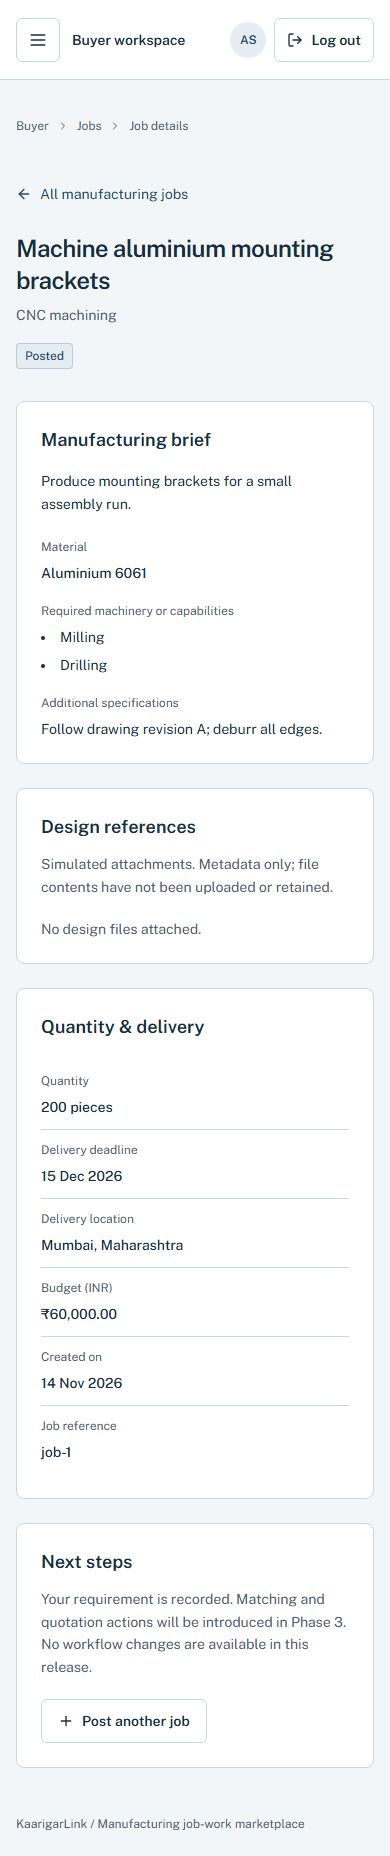 Buyer workspace
AS
Log out
Buyer > Jobs > Job details
All manufacturing jobs
Machine aluminium mounting
brackets
CNC machining
Posted
Manufacturing brief
Produce mounting brackets for a small
assembly run.
Material
Aluminium 6061
Required machinery or capabilities
• Milling
• Drilling
Additional specifications
Follow drawing revision A; deburr all edges.
Design references
Simulated attachments. Metadata only; file
contents have not been uploaded or retained.
No design files attached.
Quantity & delivery
Quantity
200 pieces
Delivery deadline
15 Dec 2026
Delivery location
Mumbai, Maharashtra
Budget (INR)
₹60,000.00
Created on
14 Nov 2026
Job reference
job-1
Next steps
Your requirement is recorded. Matching and
quotation actions will be introduced in Phase 3.
No workflow changes are available in this
release.
Post another job
KaarigarLink / Manufacturing job-work marketplace